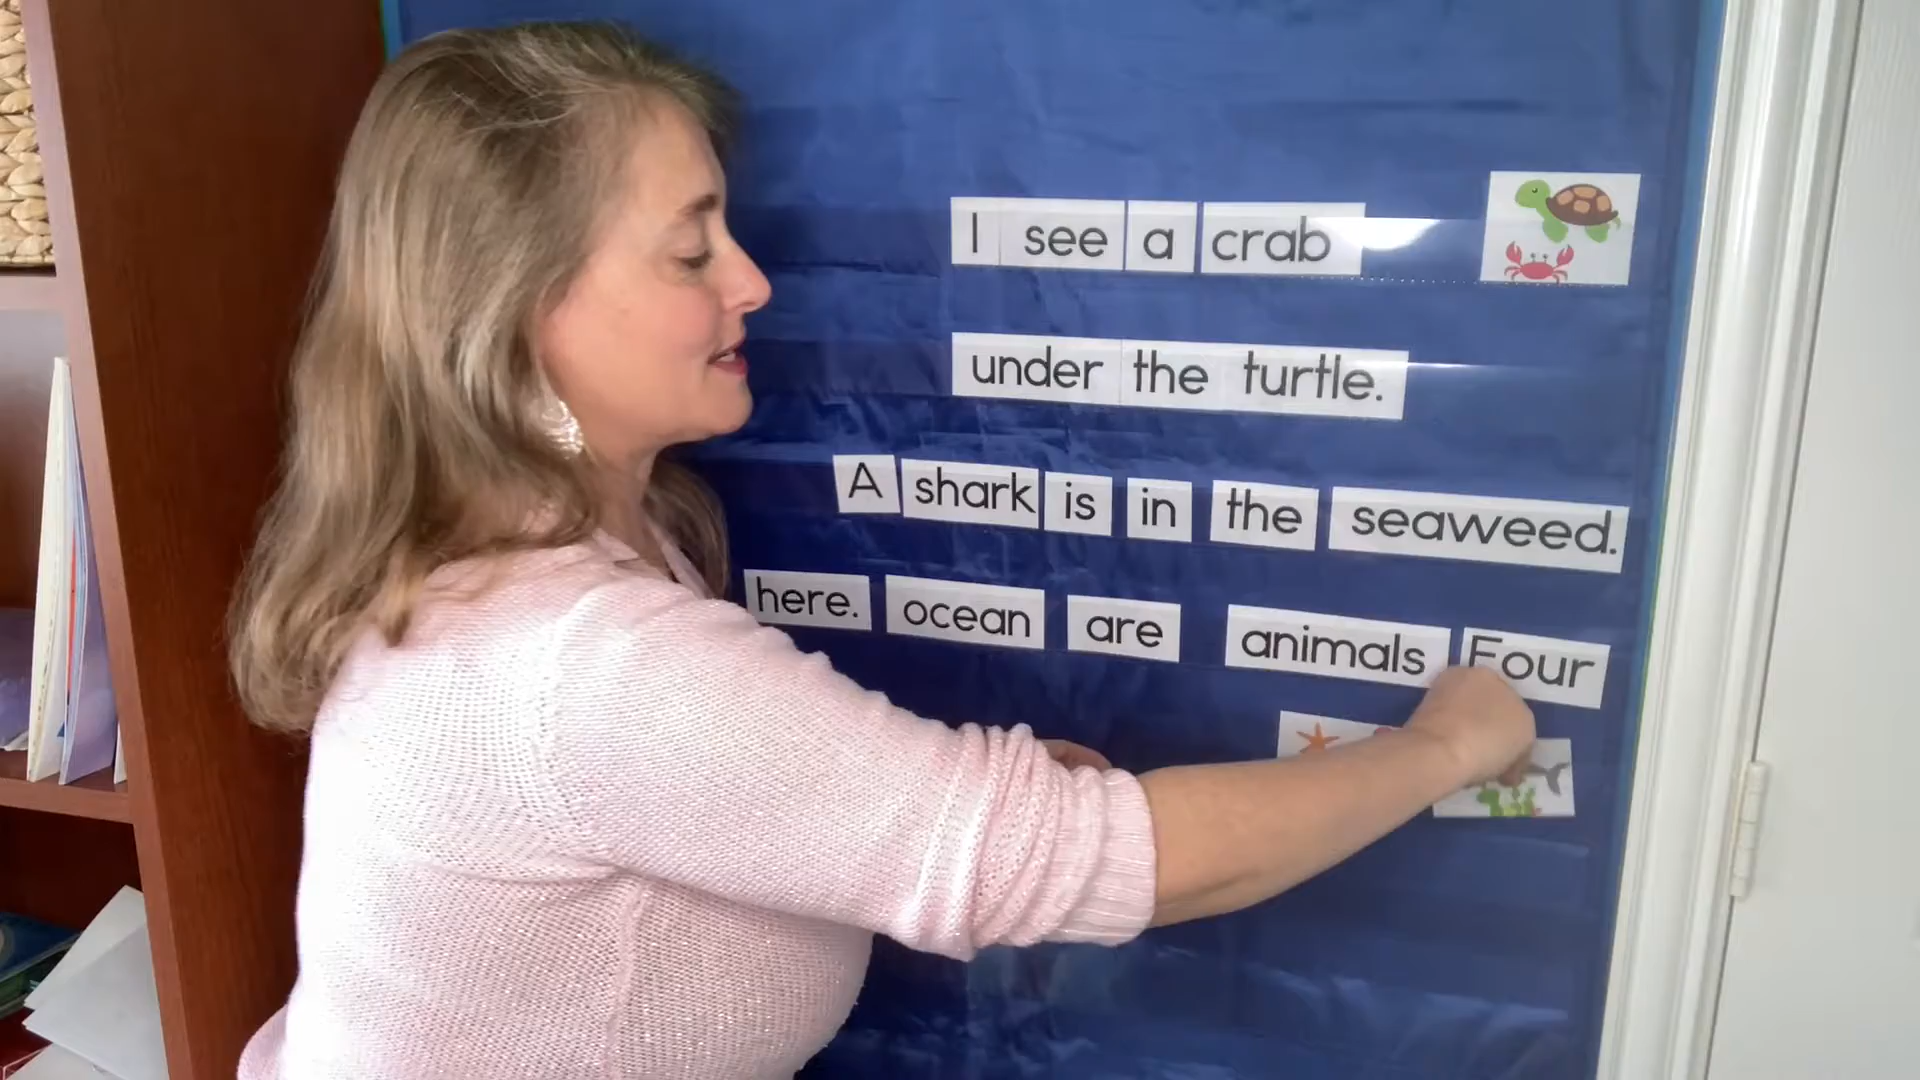 I see a crab
under the turtle.
A shark is in the seaweed.
here. ocean are animals Four